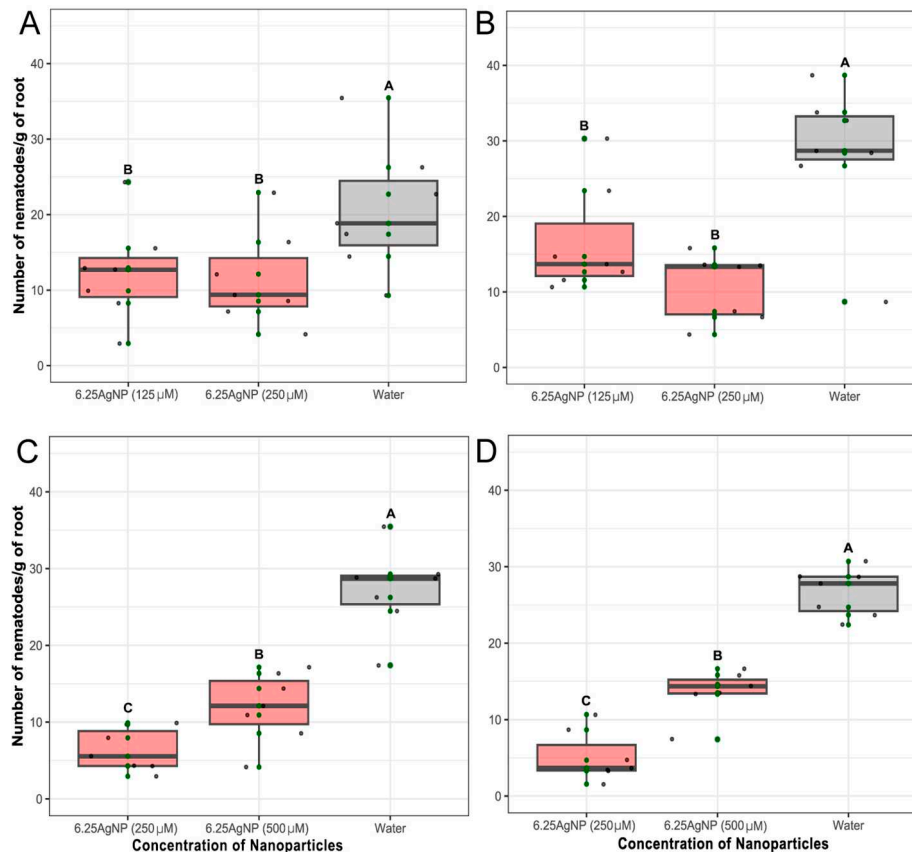 A
B
Number of nematodes/g of root
40
30
20
10
0
B
B
A
6.25AgNP (125 µM)
6.25AgNP (250 µM)
Water
40
30
20
10
0
B
B
A
6.25AgNP (125 µM)
6.25AgNP (250 µM)
Water
C
D
Number of nematodes/g of root
40
30
20
10
0
C
B
A
6.25AgNP (250 µM)
6.25AgNP (500 µM)
Water
Concentration of Nanoparticles
40
30
20
10
0
C
B
A
6.25AgNP (250 µM)
6.25AgNP (500 µM)
Water
Concentration of Nanoparticles